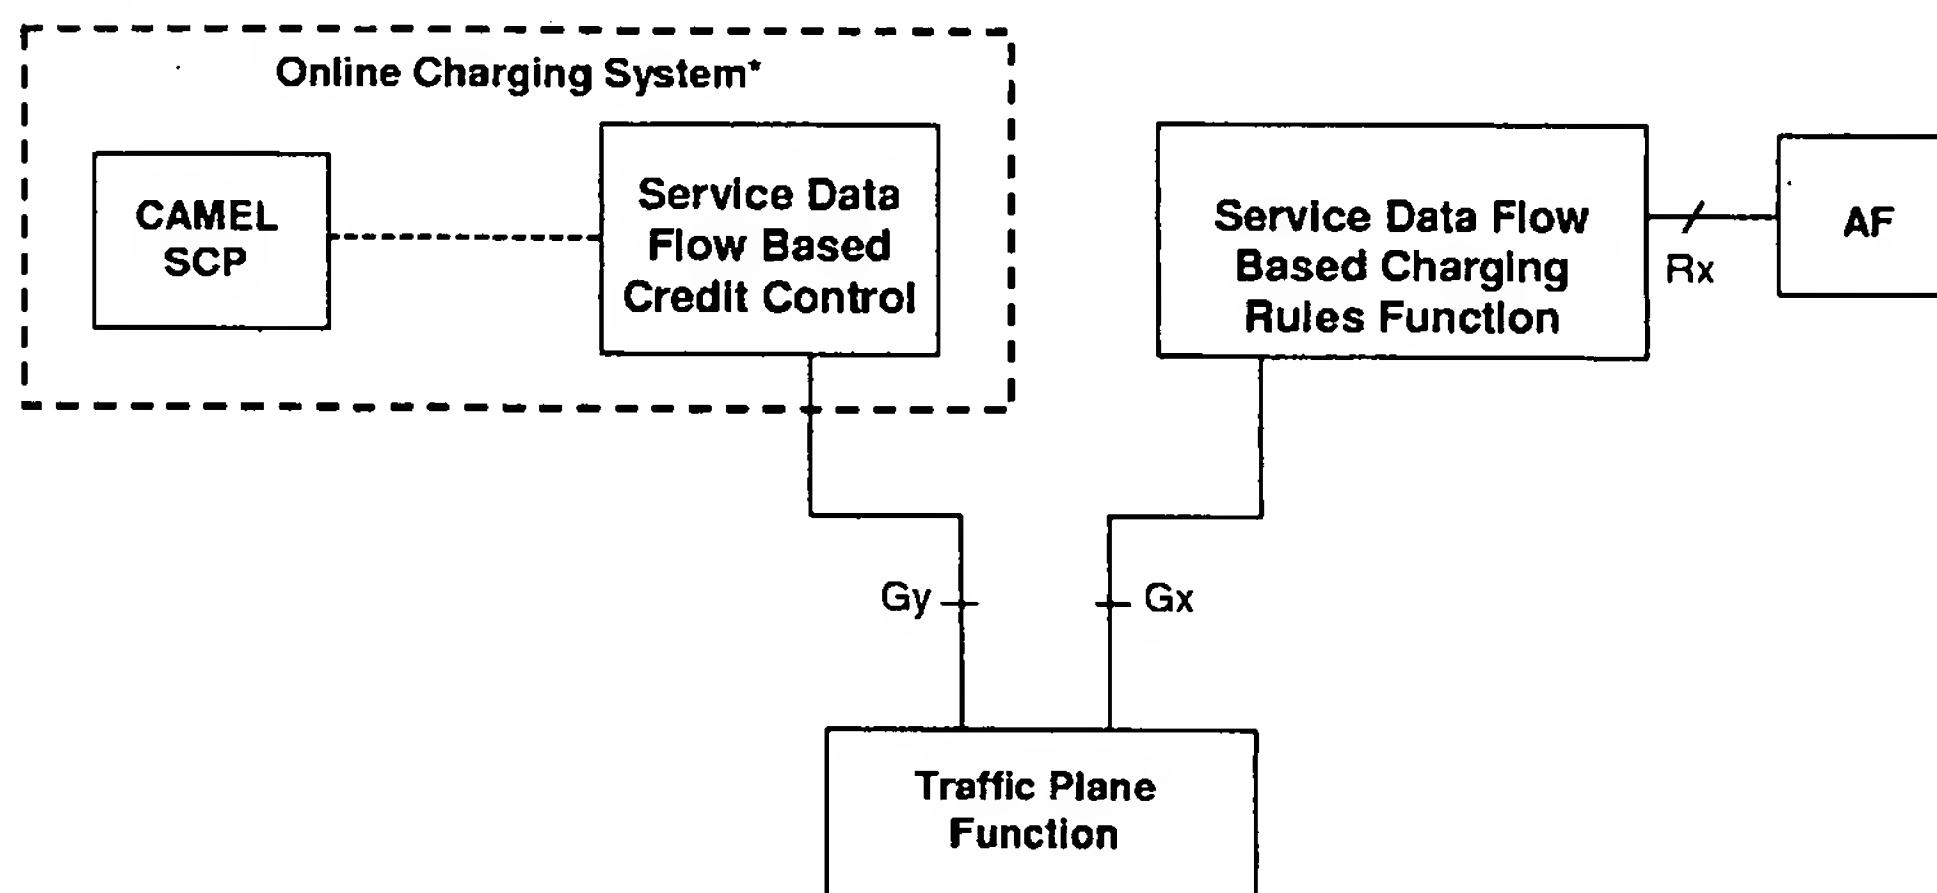 Online Charging System*
CAMEL
SCP
Service Data
Flow Based
Credit Control
Service Data Flow
Based Charging
Rules Function
Rx
AF
Gy
Gx
Traffic Plane
Function